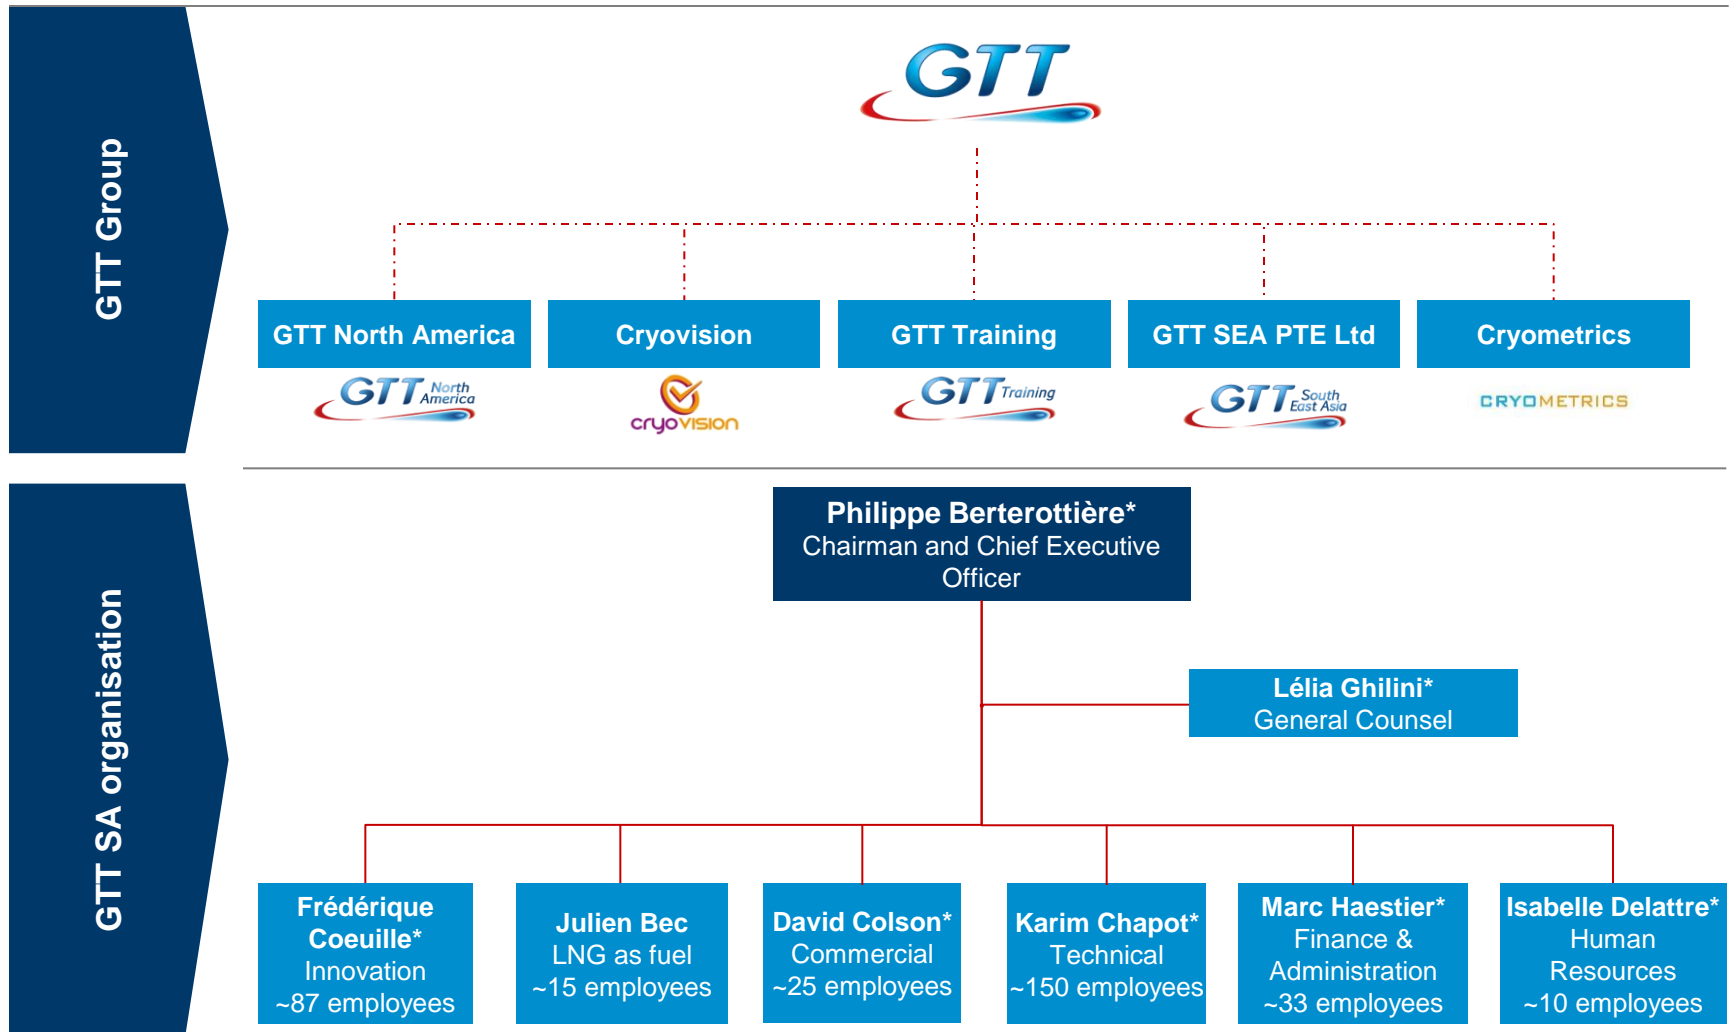 GTT Group
GTT
GTT North America
Cryovision
GTT Training
GTT SEA PTE Ltd
Cryometrics
GTT North
America
cryovision
GTT Training
GTT South
East Asia
CRYOMETRICS
GTT SA organisation
Philippe Berterottière*
Chairman and Chief Executive
Officer
Lélia Ghilini*
General Counsel
Frédérique
Coeuille*
Innovation
~87 employees
Julien Bec
LNG as fuel
~15 employees
David Colson*
Commercial
~25 employees
Karim Chapot*
Technical
~150 employees
Marc Haestier*
Finance &
Administration
~33 employees
Isabelle Delattre*
Human
Resources
~10 employees